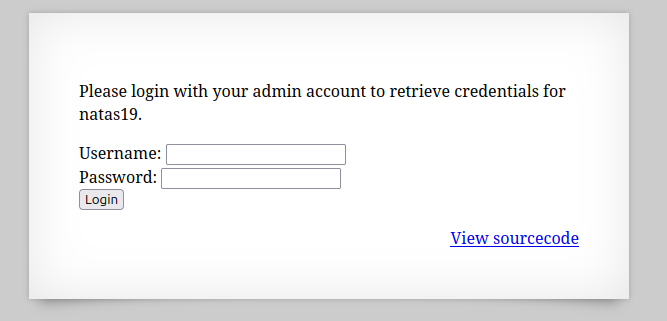 Please login with your admin account to retrieve credentials for
natas19.
Username:
Password:
Login
View sourcecode